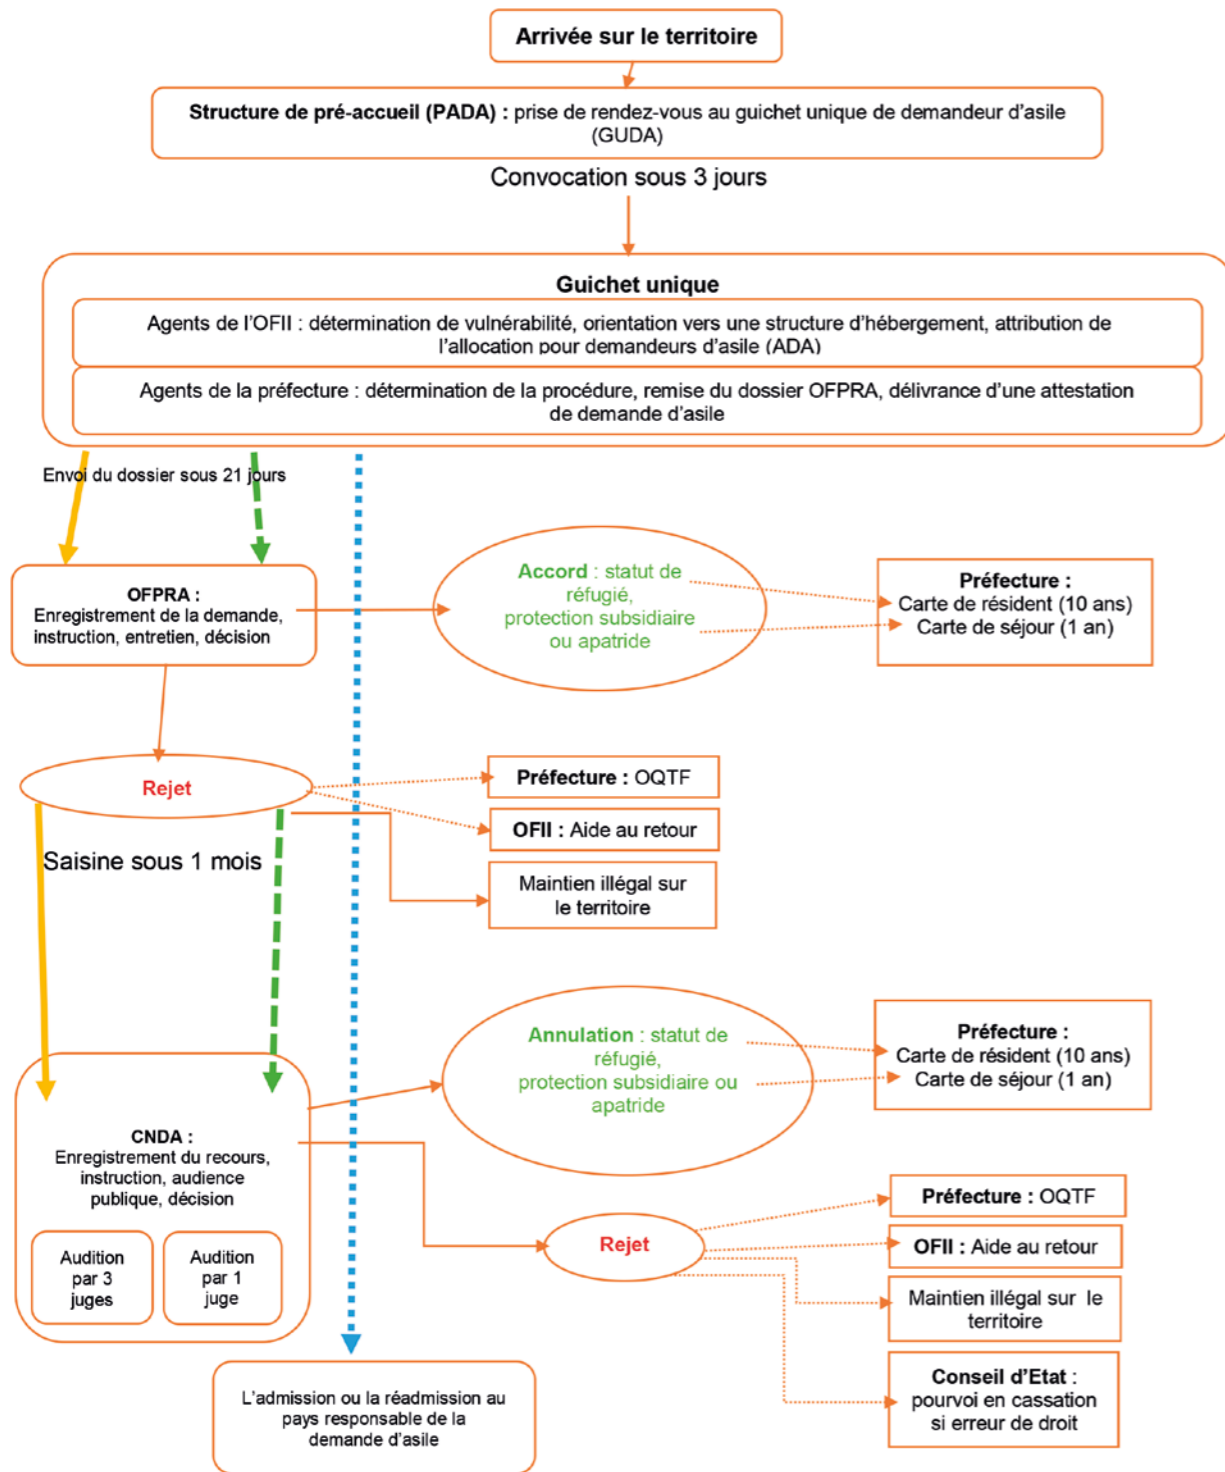 Arrivée sur le territoire
Structure de pré-accueil (PADA) : prise de rendez-vous au guichet unique de demandeur d'asile
(GUDA)
Convocation sous 3 jours
Guichet unique
Agents de l'OFII : détermination de vulnérabilité, orientation vers une structure d'hébergement, attribution de
l'allocation pour demandeurs d'asile (ADA)
Agents de la préfecture : détermination de la procédure, remise du dossier OFPRA, délivrance d'une attestation
de demande d'asile
Envoi du dossier sous 21 jours
OFPRA :
Enregistrement de la demande,
instruction, entretien, décision
Accord : statut de
réfugié,
protection subsidiaire
ou apatride
Préfecture :
Carte de résident (10 ans)
Carte de séjour (1 an)
Rejet
Préfecture : OQTF
OFII : Aide au retour
Maintien illégal sur
le territoire
Saisine sous 1 mois
Annulation : statut de
réfugié,
protection subsidiaire ou
apatride
Préfecture :
Carte de résident (10 ans)
Carte de séjour (1 an)
CNDA :
Enregistrement du recours,
instruction, audience
publique, décision
Audition
par 3
juges
Audition
par 1
juge
Rejet
Préfecture : OQTF
OFII : Aide au retour
Maintien illégal sur le
territoire
Conseil d'Etat :
pourvoi en cassation
si erreur de droit
L'admission ou la réadmission au
pays responsable de la
demande d'asile